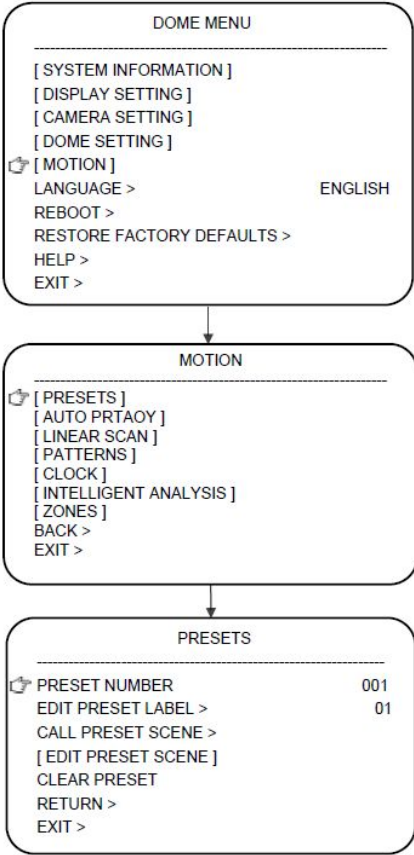 DOME MENU
[ SYSTEM INFORMATION ]
[ DISPLAY SETTING ]
[ CAMERA SETTING ]
[ DOME SETTING ]
[ MOTION ]
LANGUAGE > ENGLISH
REBOOT >
RESTORE FACTORY DEFAULTS >
HELP >
EXIT >
MOTION
[ PRESETS ]
[ AUTO PRTAOY ]
[ LINEAR SCAN ]
[ PATTERNS ]
[ CLOCK ]
[ INTELLIGENT ANALYSIS ]
[ ZONES ]
BACK >
EXIT >
PRESETS
PRESET NUMBER 001
EDIT PRESET LABEL > 01
CALL PRESET SCENE >
[ EDIT PRESET SCENE ]
CLEAR PRESET
RETURN >
EXIT >